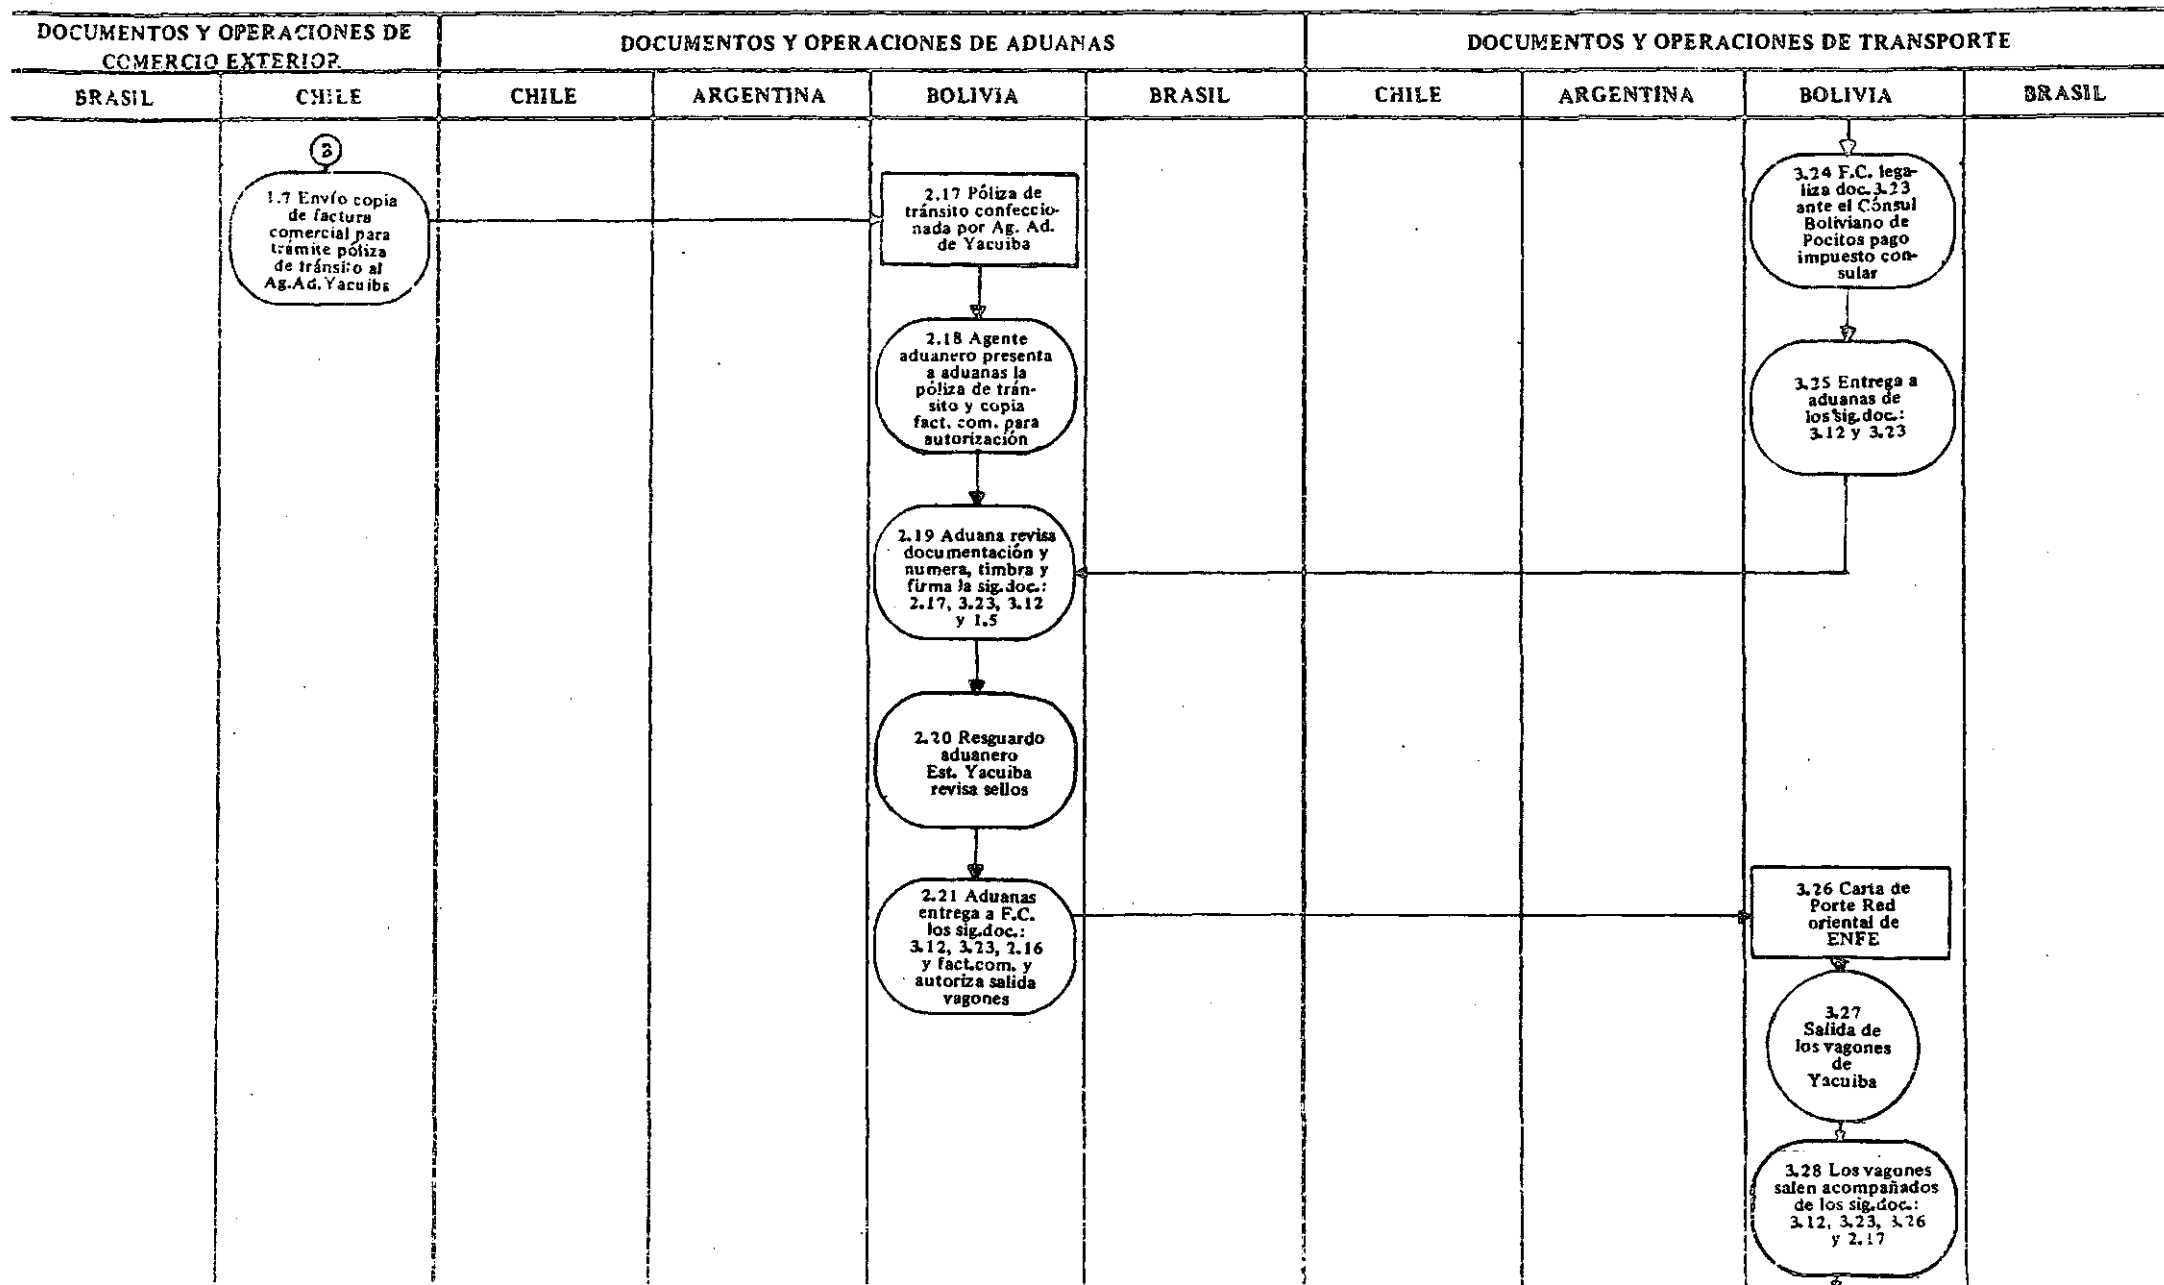 DOCUMENTOS Y OPERACIONES DE
COMERCIO EXTERIOR
DOCUMENTOS Y OPERACIONES DE ADUANAS
DOCUMENTOS Y OPERACIONES DE TRANSPORTE
BRASIL
CHILE
CHILE
ARGENTINA
BOLIVIA
BRASIL
CHILE
ARGENTINA
BOLIVIA
BRASIL
1.7 Envío copia
de factura
comercial para
trámite póliza
de tránsito al
Ag.Ad.Yacuiba
2.17 Póliza de
tránsito confeccio-
nada por Ag. Ad.
de Yacuiba
2.18 Agente
aduanero presenta
a aduanas la
póliza de trán-
sito y copia
fact. com. para
autorización
2.19 Aduana revisa
documentación y
numera, timbra y
firma la sig.doc.:
2.17, 3.23, 3.12
y 1.5
2.20 Resguardo
aduanero
Est. Yacuiba
revisa sellos
2.21 Aduanas
entrega a F.C.
los sig.doc.:
3.12, 3.23, 2.16
y fact.com. y
autoriza salida
vagones
3.24 F.C. lega-
liza doc. 3.23
ante el Cónsul
Boliviano de
Pocitos pago
impuesto con-
sular
3.25 Entrega a
aduanas de
los sig.doc.:
3.12 y 3.23
3.26 Carta de
Porte Red
oriental de
ENFE
3.27
Salida de
los vagones
de
Yacuiba
3.28 Los vagones
salen acompañados
de los sig.doc.:
3.12, 3.23, 3.26
y 2.17